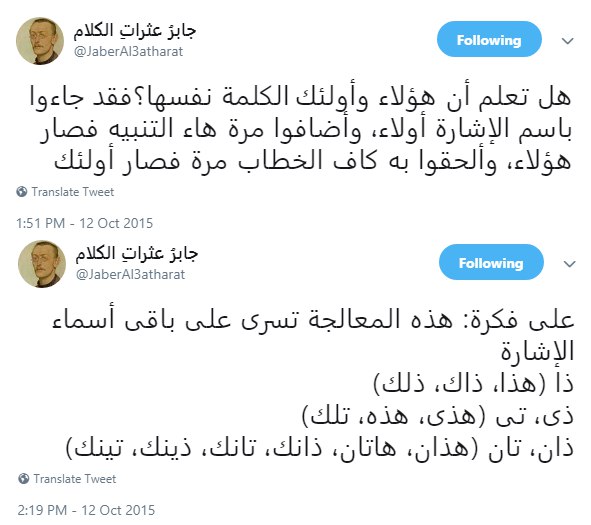 جابرُ عثراتِ الكلام
@JaberAl3atharat
Following
هل تعلم أن هؤلاء وأولئك الكلمة نفسها؟فقد جاءوا
باسم الإشارة أولاء، وأضافوا مرة هاء التنبيه فصار
هؤلاء، وألحقوا به كاف الخطاب مرة فصار أولئك
Translate Tweet
1:51 PM - 12 Oct 2015
جابرُ عثراتِ الكلام
@JaberAl3atharat
Following
على فكرة: هذه المعالجة تسرى على باقى أسماء
الإشارة
ذا (هذا، ذاك، ذلك)
ذى، تى (هذى، هذه، تلك)
ذان، تان (هذان، هاتان، ذانك، تانك، ذينك، تينك)
Translate Tweet
2:19 PM - 12 Oct 2015